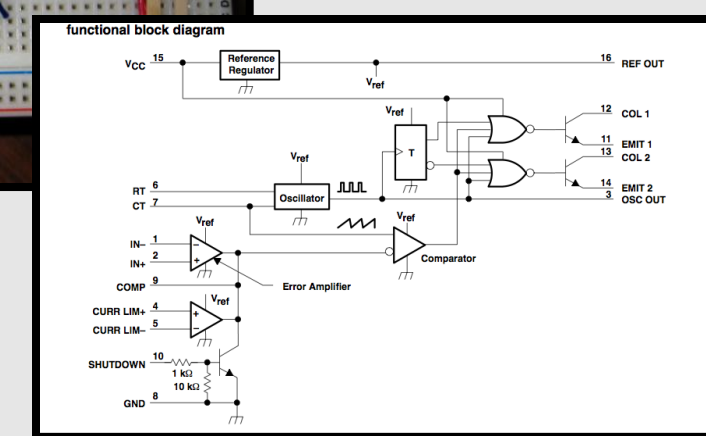 functional block diagram
VCC 15
Reference
Regulator
16 REF OUT
Vref
Vref
12 COL 1
T
11 EMIT 1
13 COL 2
Vref
14 EMIT 2
3 OSC OUT
RT 6
CT 7
Oscillator
Vref
Vref
IN– 1
IN+ 2
–
+
Comparator
COMP 9
Error Amplifier
Vref
CURR LIM+ 4
CURR LIM– 5
+
–
SHUTDOWN 10
1 kΩ
10 kΩ
GND 8